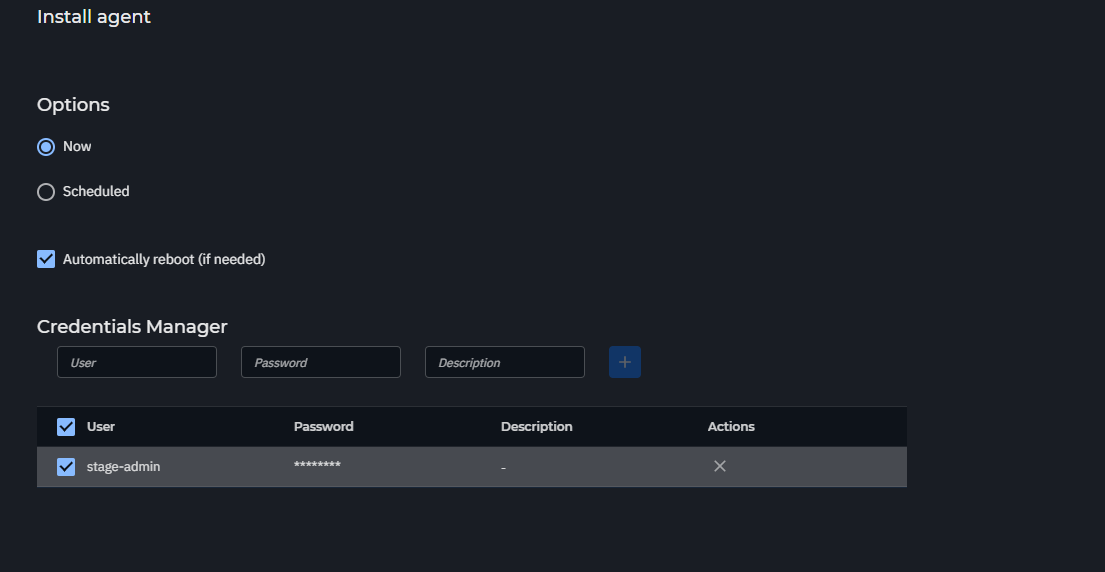 Install agent
Options
Now
Scheduled
Automatically reboot (if needed)
Credentials Manager
User Password Description +
User Password Description Actions
stage-admin ******** -